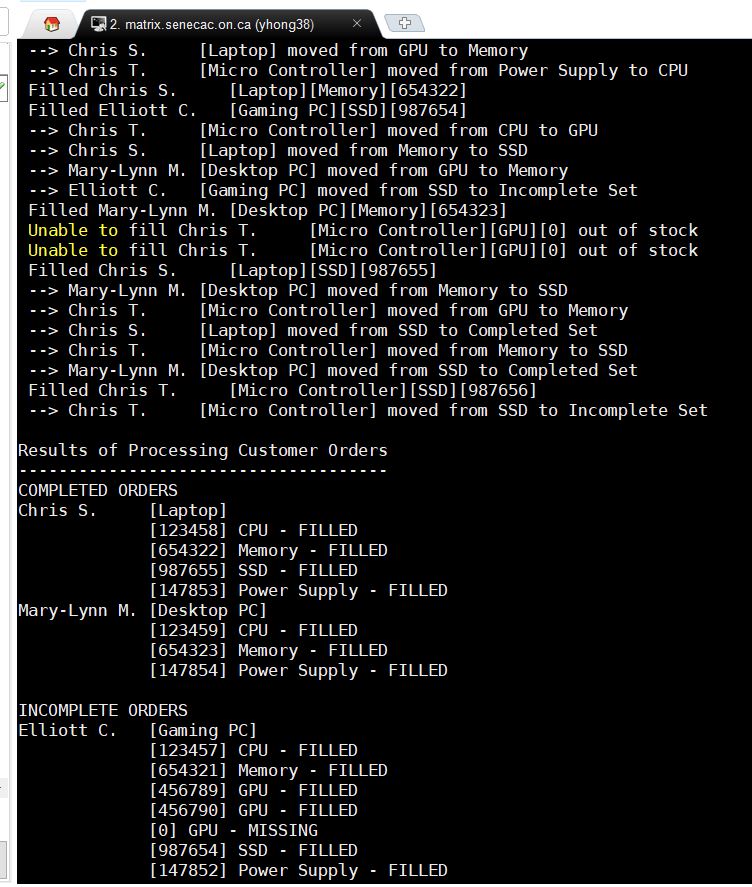 2. matrix.senecac.on.ca (yhong38)
--> Chris S.     [Laptop] moved from GPU to Memory
--> Chris T.     [Micro Controller] moved from Power Supply to CPU
Filled Chris S.     [Laptop][Memory][654322]
Filled Elliott C.   [Gaming PC][SSD][987654]
--> Chris T.     [Micro Controller] moved from CPU to GPU
--> Chris S.     [Laptop] moved from Memory to SSD
--> Mary-Lynn M. [Desktop PC] moved from GPU to Memory
--> Elliott C.   [Gaming PC] moved from SSD to Incomplete Set
Filled Mary-Lynn M. [Desktop PC][Memory][654323]
Unable to fill Chris T.     [Micro Controller][GPU][0] out of stock
Unable to fill Chris T.     [Micro Controller][GPU][0] out of stock
Filled Chris S.     [Laptop][SSD][987655]
--> Mary-Lynn M. [Desktop PC] moved from Memory to SSD
--> Chris T.     [Micro Controller] moved from GPU to Memory
--> Chris S.     [Laptop] moved from SSD to Completed Set
--> Chris T.     [Micro Controller] moved from Memory to SSD
--> Mary-Lynn M. [Desktop PC] moved from SSD to Completed Set
Filled Chris T.     [Micro Controller][SSD][987656]
--> Chris T.     [Micro Controller] moved from SSD to Incomplete Set
Results of Processing Customer Orders
-------------------------------------
COMPLETED ORDERS
Chris S.     [Laptop]
[123458] CPU - FILLED
[654322] Memory - FILLED
[987655] SSD - FILLED
[147853] Power Supply - FILLED
Mary-Lynn M. [Desktop PC]
[123459] CPU - FILLED
[654323] Memory - FILLED
[147854] Power Supply - FILLED
INCOMPLETE ORDERS
Elliott C.   [Gaming PC]
[123457] CPU - FILLED
[654321] Memory - FILLED
[456789] GPU - FILLED
[456790] GPU - FILLED
[0] GPU - MISSING
[987654] SSD - FILLED
[147852] Power Supply - FILLED